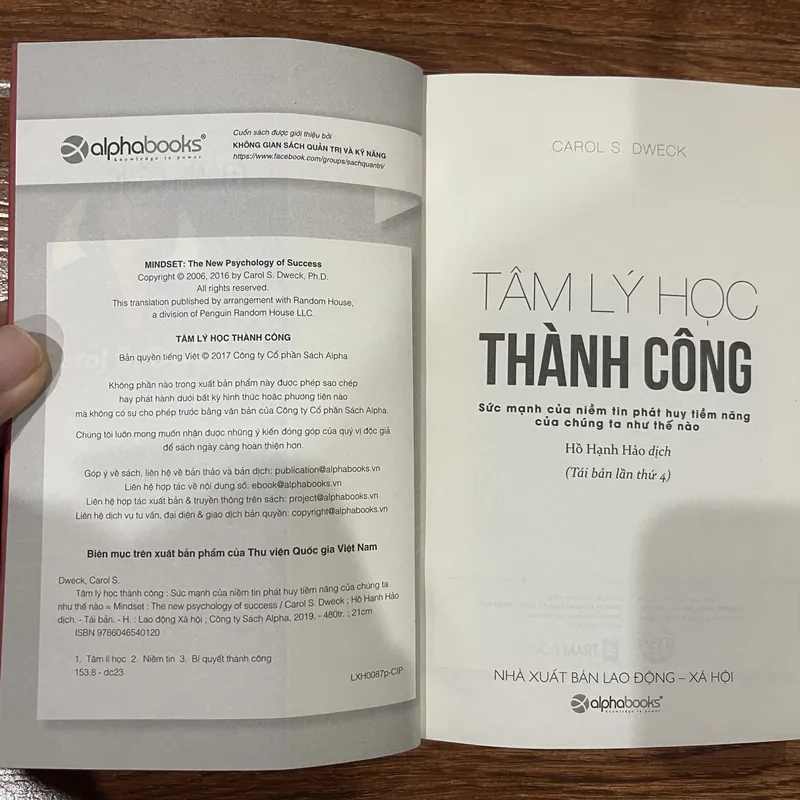 alphabooks®
knowledge is power
Cuốn sách được giới thiệu bởi
KHÔNG GIAN SÁCH QUẢN TRỊ VÀ KỸ NĂNG
https://www.facebook.com/groups/sachquantri/
MINDSET: The New Psychology of Success
Copyright © 2006, 2016 by Carol S. Dweck, Ph.D.
All rights reserved.
This translation published by arrangement with Random House,
a division of Penguin Random House LLC.
TÂM LÝ HỌC THÀNH CÔNG
Bản quyền tiếng Việt © 2017 Công ty Cổ phần Sách Alpha
Không phần nào trong xuất bản phẩm này được phép sao chép
hay phát hành dưới bất kỳ hình thức hoặc phương tiện nào
mà không có sự cho phép trước bằng văn bản của Công ty Cổ phần Sách Alpha.
Chúng tôi luôn mong muốn nhận được những ý kiến đóng góp của quý vị độc giả
để sách ngày càng hoàn thiện hơn.
Góp ý về sách, liên hệ về bản thảo và bản dịch: publication@alphabooks.vn
Liên hệ hợp tác về nội dung số: ebook@alphabooks.vn
Liên hệ hợp tác xuất bản & truyền thông trên sách: project@alphabooks.vn
Liên hệ dịch vụ tư vấn, đại diện & giao dịch bản quyền: copyright@alphabooks.vn
Biên mục trên xuất bản phẩm của Thư viện Quốc gia Việt Nam
Dweck, Carol S.
Tâm lý học thành công : Sức mạnh của niềm tin phát huy tiềm năng của chúng ta
như thế nào = Mindset : The new psychology of success / Carol S. Dweck ; Hồ Hạnh Hảo
dịch. - Tái bản. - H. : Lao động Xã hội ; Công ty Sách Alpha, 2019. - 480tr. ; 21cm
ISBN 9786046540120
1. Tâm lí học 2. Niềm tin 3. Bí quyết thành công
153.8 - dc23
LXH0087p-CIP
CAROL S. DWECK
TÂM LÝ HỌC
THÀNH CÔNG
Sức mạnh của niềm tin phát huy tiềm năng
của chúng ta như thế nào
Hồ Hạnh Hảo dịch
(Tái bản lần thứ 4)
NHÀ XUẤT BẢN LAO ĐỘNG – XÃ HỘI
alphabooks®
knowledge is power